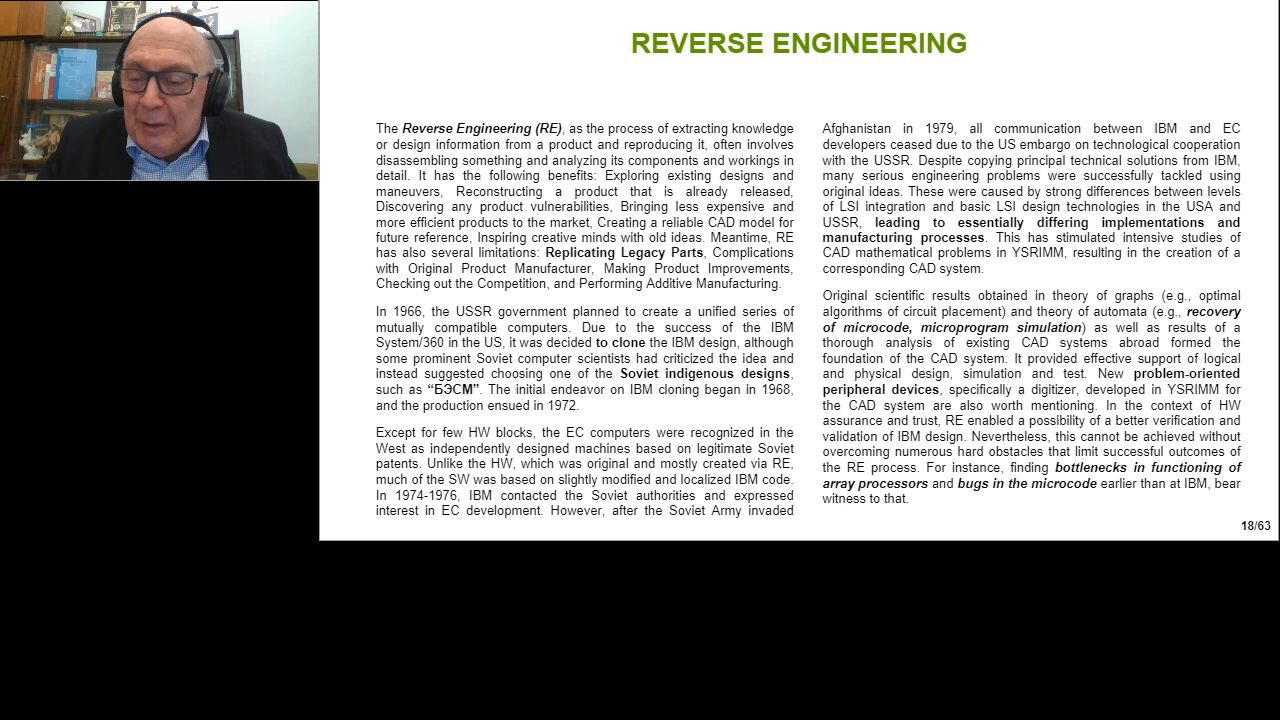 REVERSE ENGINEERING
The Reverse Engineering (RE), as the process of extracting knowledge
or design information from a product and reproducing it, often involves
disassembling something and analyzing its components and workings in
detail. It has the following benefits: Exploring existing designs and
maneuvers, Reconstructing a product that is already released,
Discovering any product vulnerabilities, Bringing less expensive and
more efficient products to the market, Creating a reliable CAD model for
future reference, Inspiring creative minds with old ideas. Meantime, RE
has also several limitations: Replicating Legacy Parts, Complications
with Original Product Manufacturer, Making Product Improvements,
Checking out the Competition, and Performing Additive Manufacturing.
In 1966, the USSR government planned to create a unified series of
mutually compatible computers. Due to the success of the IBM
System/360 in the US, it was decided to clone the IBM design, although
some prominent Soviet computer scientists had criticized the idea and
instead suggested choosing one of the Soviet indigenous designs,
such as “БЭСМ”. The initial endeavor on IBM cloning began in 1968,
and the production ensued in 1972.
Except for few HW blocks, the EC computers were recognized in the
West as independently designed machines based on legitimate Soviet
patents. Unlike the HW, which was original and mostly created via RE,
much of the SW was based on slightly modified and localized IBM code.
In 1974-1976, IBM contacted the Soviet authorities and expressed
interest in EC development. However, after the Soviet Army invaded
Afghanistan in 1979, all communication between IBM and EC
developers ceased due to the US embargo on technological cooperation
with the USSR. Despite copying principal technical solutions from IBM,
many serious engineering problems were successfully tackled using
original ideas. These were caused by strong differences between levels
of LSI integration and basic LSI design technologies in the USA and
USSR, leading to essentially differing implementations and
manufacturing processes. This has stimulated intensive studies of
CAD mathematical problems in YSRIMM, resulting in the creation of a
corresponding CAD system.
Original scientific results obtained in theory of graphs (e.g., optimal
algorithms of circuit placement) and theory of automata (e.g., recovery
of microcode, microprogram simulation) as well as results of a
thorough analysis of existing CAD systems abroad formed the
foundation of the CAD system. It provided effective support of logical
and physical design, simulation and test. New problem-oriented
peripheral devices, specifically a digitizer, developed in YSRIMM for
the CAD system are also worth mentioning. In the context of HW
assurance and trust, RE enabled a possibility of a better verification and
validation of IBM design. Nevertheless, this cannot be achieved without
overcoming numerous hard obstacles that limit successful outcomes of
the RE process. For instance, finding bottlenecks in functioning of
array processors and bugs in the microcode earlier than at IBM, bear
witness to that.
18/63